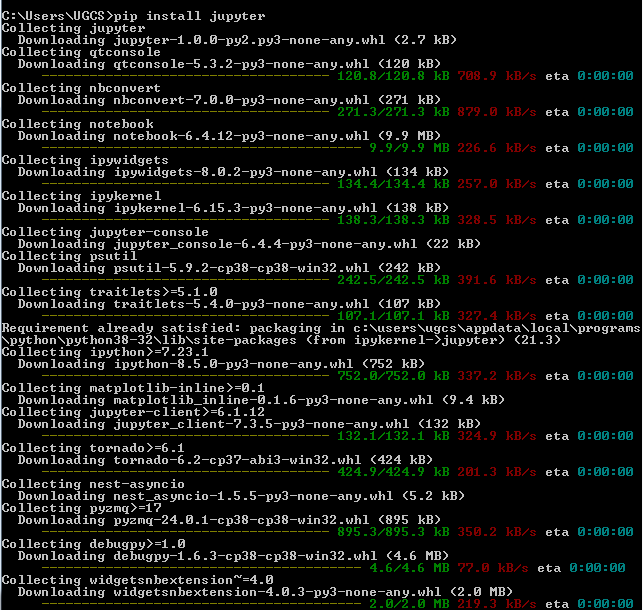 C:\Users\UGCS>pip install jupyter
Collecting jupyter
  Downloading jupyter-1.0.0-py2.py3-none-any.whl (2.7 kB)
Collecting qtconsole
  Downloading qtconsole-5.3.2-py3-none-any.whl (120 kB)
     ---------------------------------------- 120.8/120.8 kB 708.9 kB/s eta 0:00:00
Collecting nbconvert
  Downloading nbconvert-7.0.0-py3-none-any.whl (271 kB)
     ---------------------------------------- 271.3/271.3 kB 879.0 kB/s eta 0:00:00
Collecting notebook
  Downloading notebook-6.4.12-py3-none-any.whl (9.9 MB)
     ---------------------------------------- 9.9/9.9 MB 226.6 kB/s eta 0:00:00
Collecting ipywidgets
  Downloading ipywidgets-8.0.2-py3-none-any.whl (134 kB)
     ---------------------------------------- 134.4/134.4 kB 257.0 kB/s eta 0:00:00
Collecting ipykernel
  Downloading ipykernel-6.15.3-py3-none-any.whl (138 kB)
     ---------------------------------------- 138.3/138.3 kB 328.5 kB/s eta 0:00:00
Collecting jupyter-console
  Downloading jupyter_console-6.4.4-py3-none-any.whl (22 kB)
Collecting psutil
  Downloading psutil-5.9.2-cp38-cp38-win32.whl (242 kB)
     ---------------------------------------- 242.5/242.5 kB 391.6 kB/s eta 0:00:00
Collecting traitlets>=5.1.0
  Downloading traitlets-5.4.0-py3-none-any.whl (107 kB)
     ---------------------------------------- 107.1/107.1 kB 327.4 kB/s eta 0:00:00
Requirement already satisfied: packaging in c:\users\ugcs\appdata\local\programs
\python\python38-32\lib\site-packages (from ipykernel->jupyter) (21.3)
Collecting ipython>=7.23.1
  Downloading ipython-8.5.0-py3-none-any.whl (752 kB)
     ---------------------------------------- 752.0/752.0 kB 337.2 kB/s eta 0:00:00
Collecting matplotlib-inline>=0.1
  Downloading matplotlib_inline-0.1.6-py3-none-any.whl (9.4 kB)
Collecting jupyter-client>=6.1.12
  Downloading jupyter_client-7.3.5-py3-none-any.whl (132 kB)
     ---------------------------------------- 132.1/132.1 kB 324.9 kB/s eta 0:00:00
Collecting tornado>=6.1
  Downloading tornado-6.2-cp37-abi3-win32.whl (424 kB)
     ---------------------------------------- 424.9/424.9 kB 201.3 kB/s eta 0:00:00
Collecting nest-asyncio
  Downloading nest_asyncio-1.5.5-py3-none-any.whl (5.2 kB)
Collecting pyzmq>=17
  Downloading pyzmq-24.0.1-cp38-cp38-win32.whl (895 kB)
     ---------------------------------------- 895.3/895.3 kB 350.2 kB/s eta 0:00:00
Collecting debugpy>=1.0
  Downloading debugpy-1.6.3-cp38-cp38-win32.whl (4.6 MB)
     ---------------------------------------- 4.6/4.6 MB 77.0 kB/s eta 0:00:00
Collecting widgetsnbextension~=4.0
  Downloading widgetsnbextension-4.0.3-py3-none-any.whl (2.0 MB)
     ---------------------------------------- 2.0/2.0 MB 219.3 kB/s eta 0:00:00